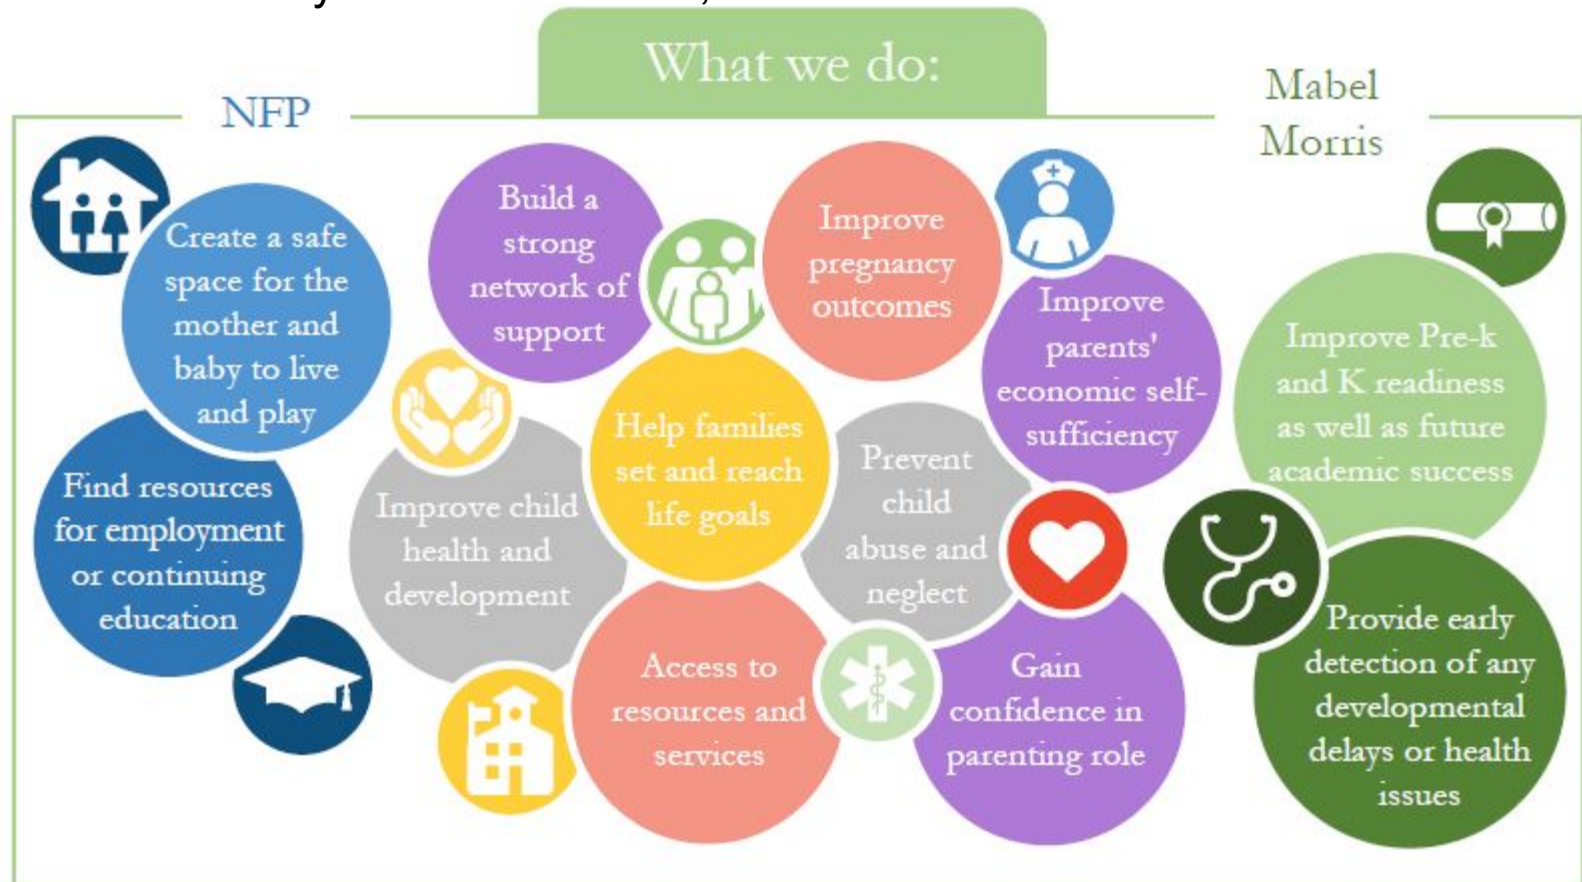 What we do:
NFP
Mabel
Morris
Create a safe
space for the
mother and
baby to live
and play
Find resources
for employment
or continuing
education
Build a
strong
network of
support
Improve child
health and
development
Help families
set and reach
life goals
Access to
resources and
services
Improve
pregnancy
outcomes
Prevent
child
abuse and
neglect
Improve
parents'
economic self-
sufficiency
Gain
confidence in
parenting role
Improve Pre-k
and K readiness
as well as future
academic success
Provide early
detection of any
developmental
delays or health
issues